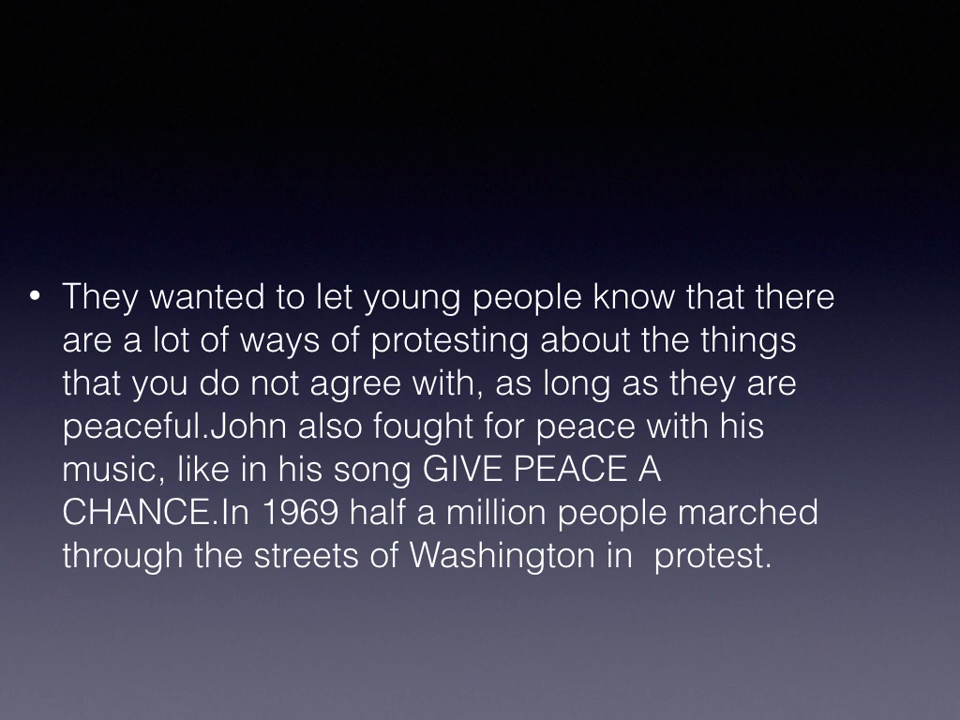 • They wanted to let young people know that there
are a lot of ways of protesting about the things
that you do not agree with, as long as they are
peaceful.John also fought for peace with his
music, like in his song GIVE PEACE A
CHANCE.In 1969 half a million people marched
through the streets of Washington in  protest.